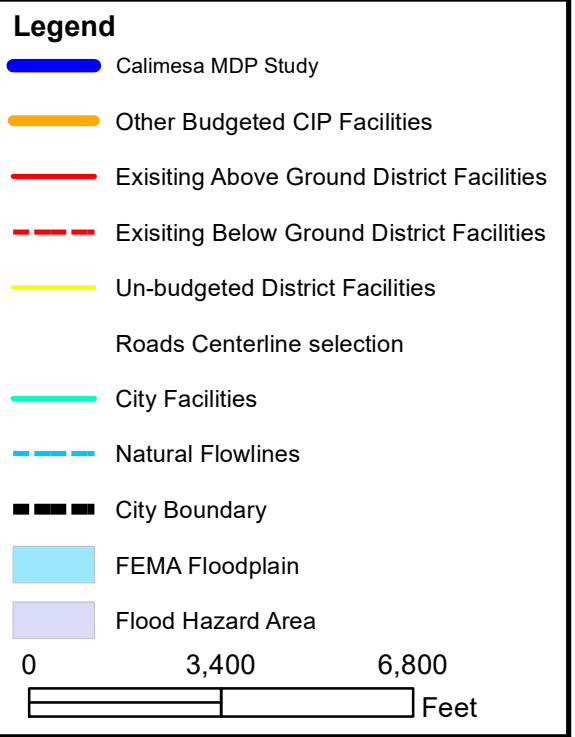 Legend
Calimesa MDP Study
Other Budgeted CIP Facilities
Exisiting Above Ground District Facilities
Exisiting Below Ground District Facilities
Un-budgeted District Facilities
Roads Centerline selection
City Facilities
Natural Flowlines
City Boundary
FEMA Floodplain
Flood Hazard Area
0 3,400 6,800
Feet